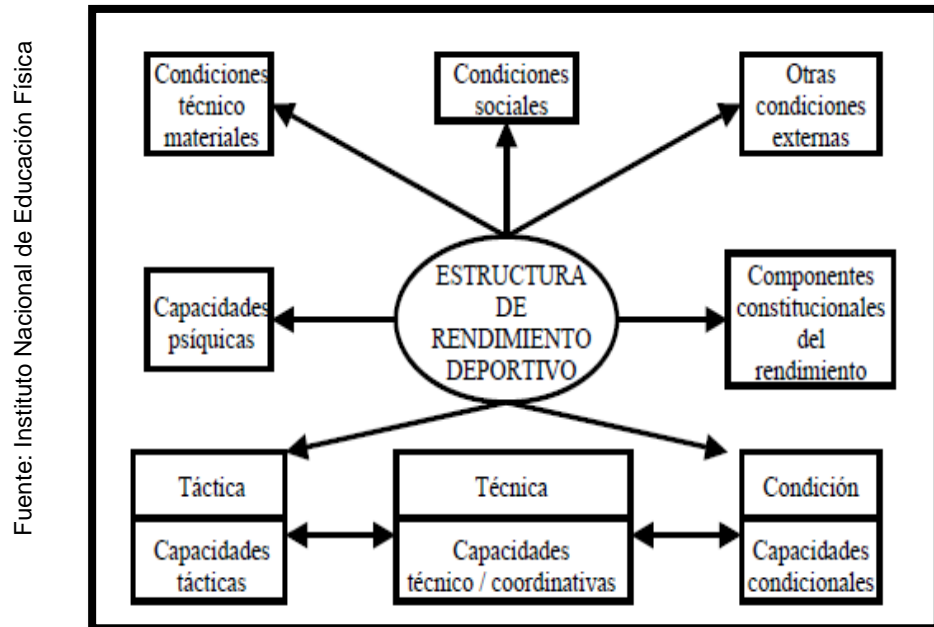 Fuente: Instituto Nacional de Educación Física
Condiciones
técnico
materiales
Condiciones
sociales
Otras
condiciones
externas
Capacidades
psíquicas
ESTRUCTURA
DE
RENDIMIENTO
DEPORTIVO
Componentes
constitucionales
del
rendimiento
Táctica
Capacidades
tácticas
Técnica
Capacidades
técnico / coordinativas
Condición
Capacidades
condicionales